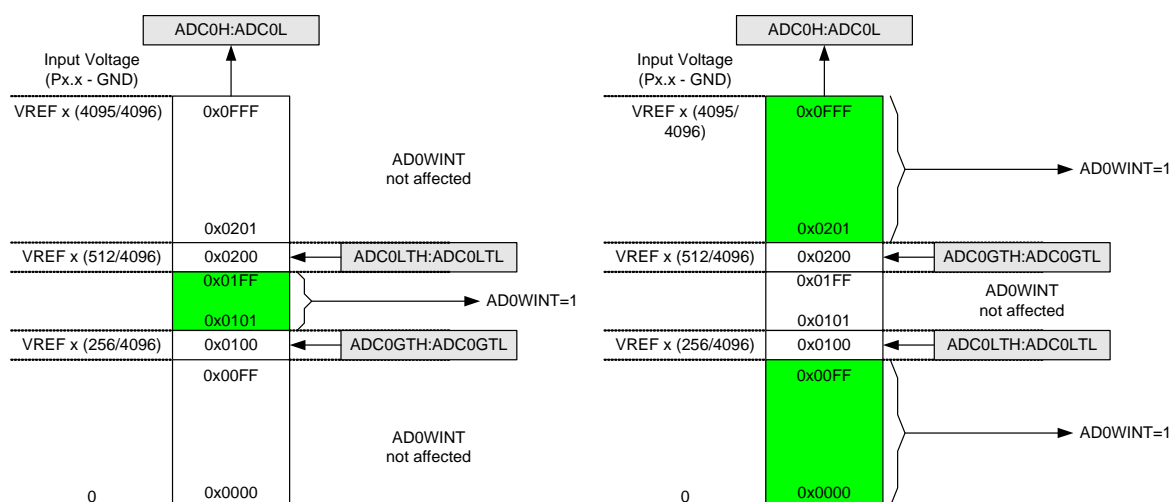 ADC0H:ADC0L
Input Voltage
(Px.x - GND)
VREF x (4095/4096)
0x0FFF
AD0WINT
not affected
0x0201
VREF x (512/4096)
0x0200
ADC0LTH:ADC0LTL
0x01FF
AD0WINT=1
0x0101
VREF x (256/4096)
0x0100
ADC0GTH:ADC0GTL
0x00FF
AD0WINT
not affected
0
0x0000
ADC0H:ADC0L
Input Voltage
(Px.x - GND)
VREF x (4095/
4096)
0x0FFF
AD0WINT=1
0x0201
VREF x (512/4096)
0x0200
ADC0GTH:ADC0GTL
0x01FF
AD0WINT
not affected
0x0101
VREF x (256/4096)
0x0100
ADC0LTH:ADC0LTL
0x00FF
AD0WINT=1
0
0x0000